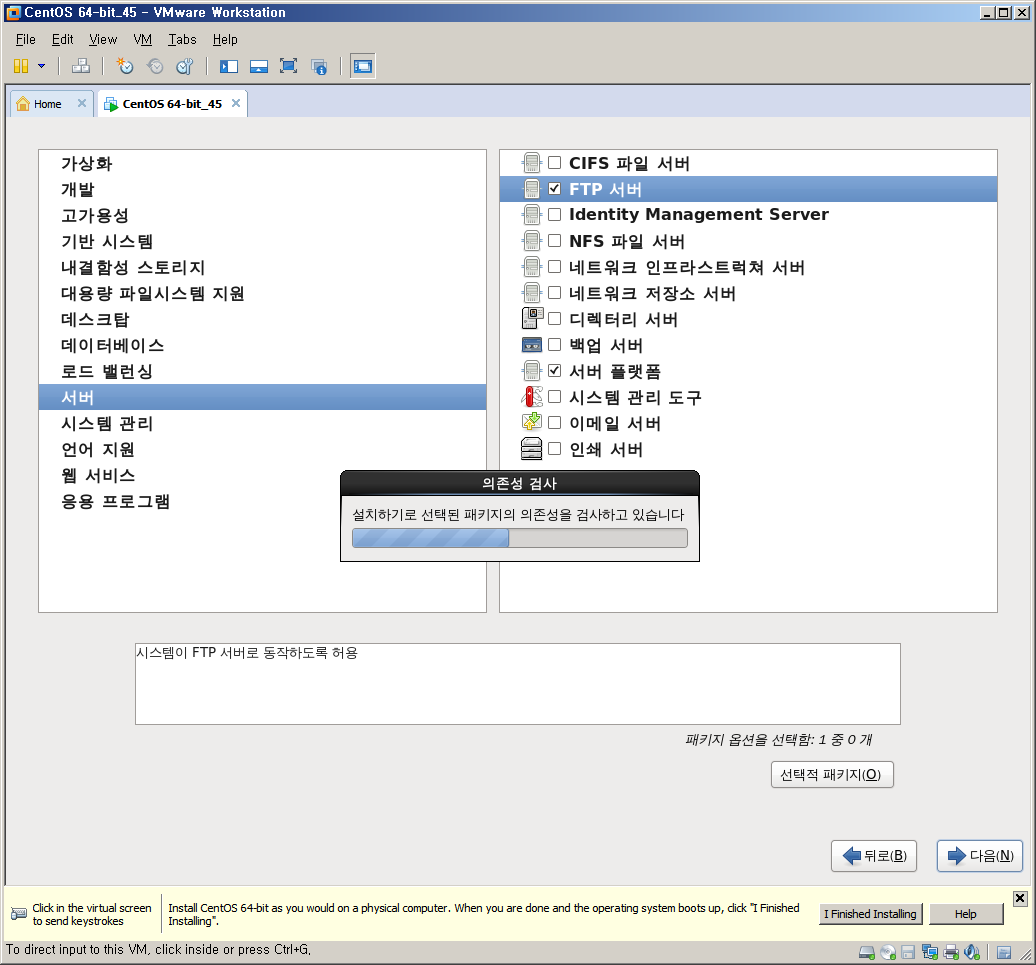 CentOS 64-bit_45 - VMware Workstation
File Edit View VM Tabs Help
Home
CentOS 64-bit_45
가상화
개발
고가용성
기반 시스템
내결함성 스토리지
대용량 파일시스템 지원
데스크탑
데이터베이스
로드 밸런싱
서버
시스템 관리
언어 지원
웹 서비스
응용 프로그램
CIFS 파일 서버
FTP 서버
Identity Management Server
NFS 파일 서버
네트워크 인프라스트럭쳐 서버
네트워크 저장소 서버
디렉터리 서버
백업 서버
서버 플랫폼
시스템 관리 도구
이메일 서버
인쇄 서버
의존성 검사
설치하기로 선택된 패키지의 의존성을 검사하고 있습니다
시스템이 FTP 서버로 동작하도록 허용
패키지 옵션을 선택함: 1 중 0 개
선택적 패키지(O)
뒤로(B)
다음(N)
Click in the virtual screen
to send keystrokes
Install CentOS 64-bit as you would on a physical computer. When you are done and the operating system boots up, click "I Finished
Installing".
I Finished Installing
Help
To direct input to this VM, click inside or press Ctrl+G.